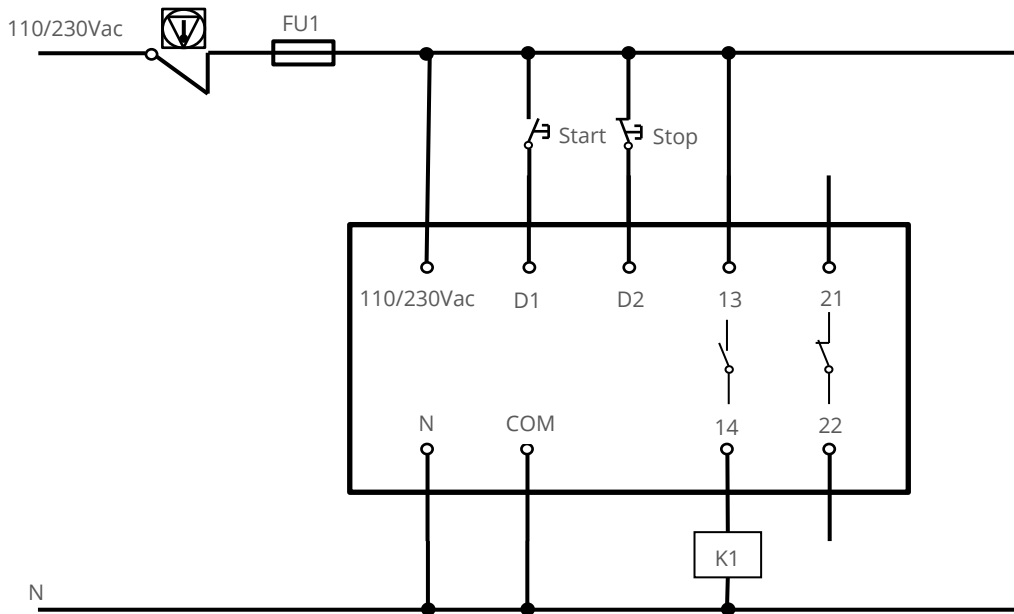 110/230Vac
FU1
Start
Stop
110/230Vac
D1
D2
13
21
N
COM
14
22
K1
N